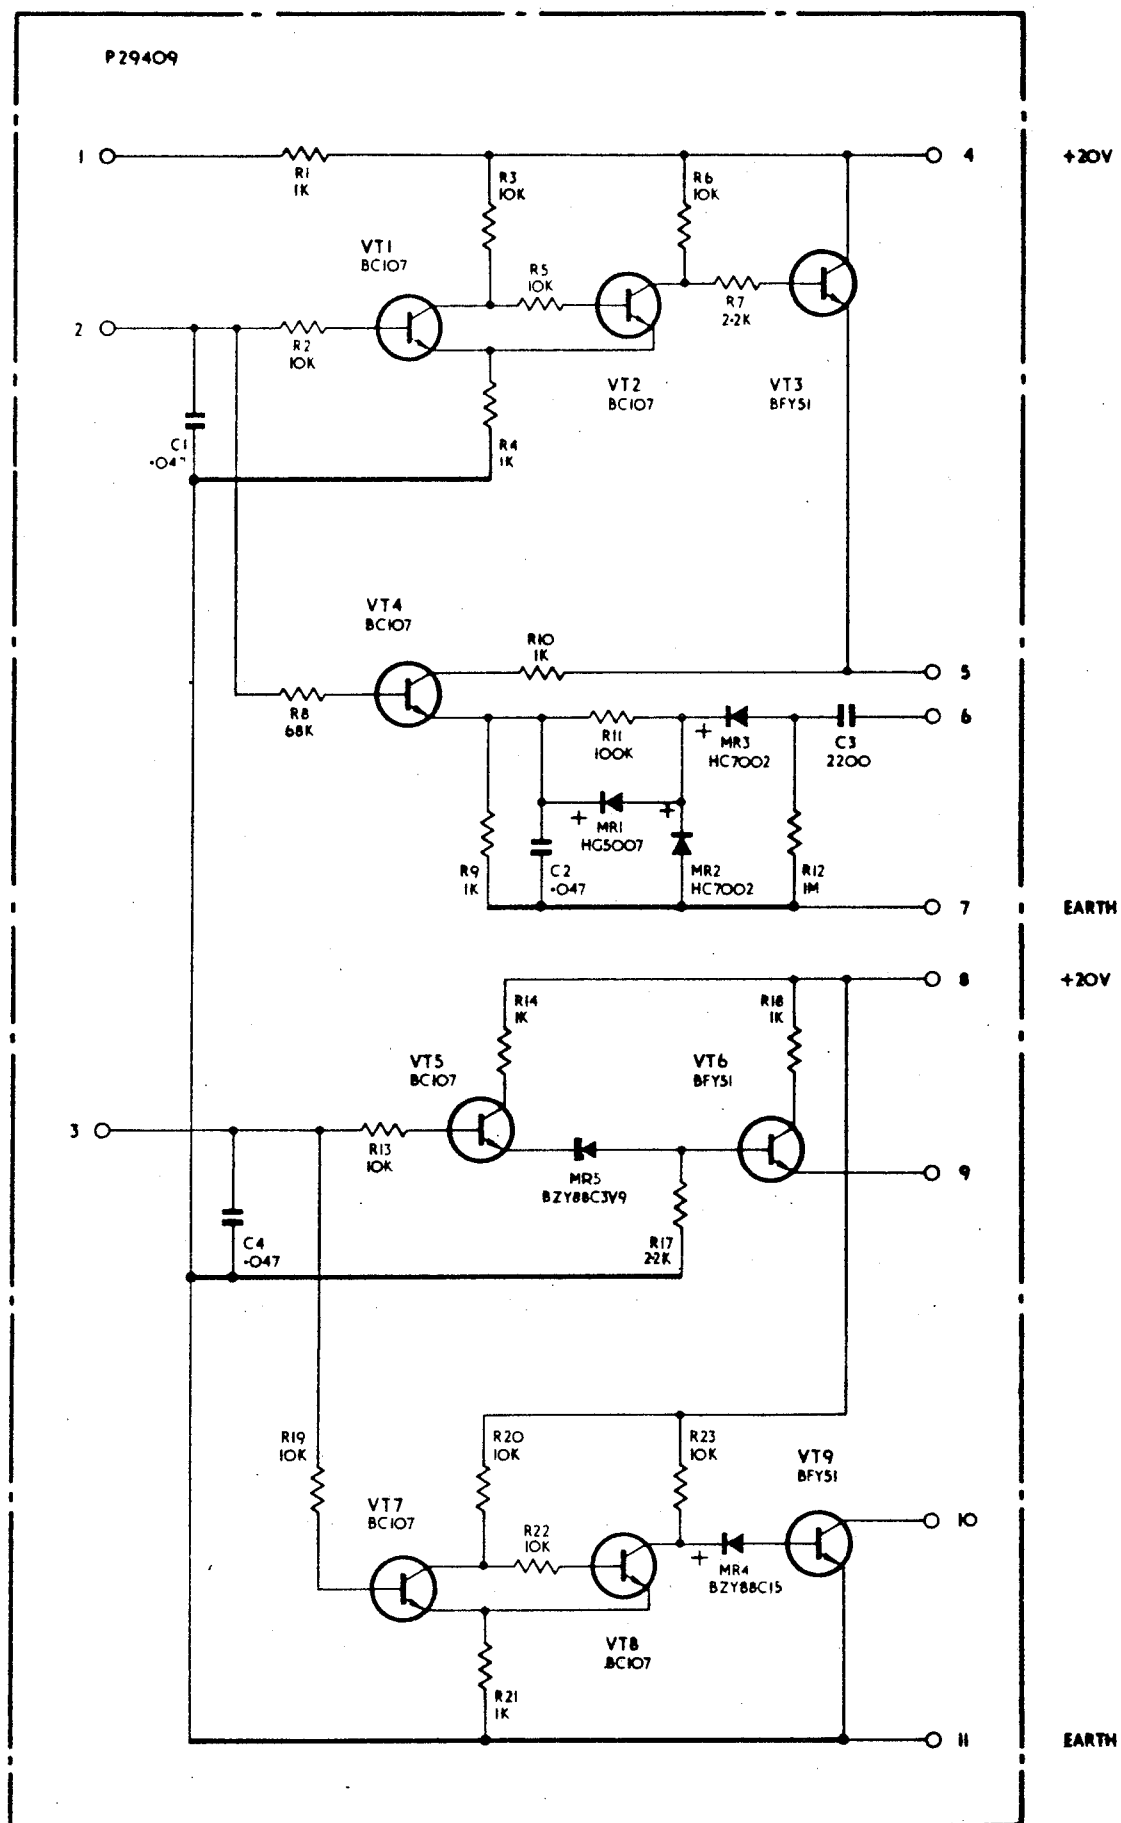 P29409
1
R1
1K
R3
10K
R6
10K
4
+20V
VT1
BC107
R5
10K
R7
2·2K
2
R2
10K
VT2
BC107
VT3
BFY51
C1
R4
1K
VT4
BC107
R10
1K
5
R8
68K
R11
100K
+
MR3
HC7002
C3
2200
6
+
MR1
HG5007
+
R9
1K
C2
·047
MR2
HC7002
R12
1M
7
EARTH
R14
1K
R18
1K
8
+20V
VT5
BC107
VT6
BFY51
3
R13
10K
MR5
BZY88C3V9
9
C4
·047
R17
2·2K
R19
10K
R20
10K
R23
10K
VT9
BFY51
VT7
BC107
R22
10K
10
+
MR4
BZY88C15
VT8
BC107
R21
1K
11
EARTH